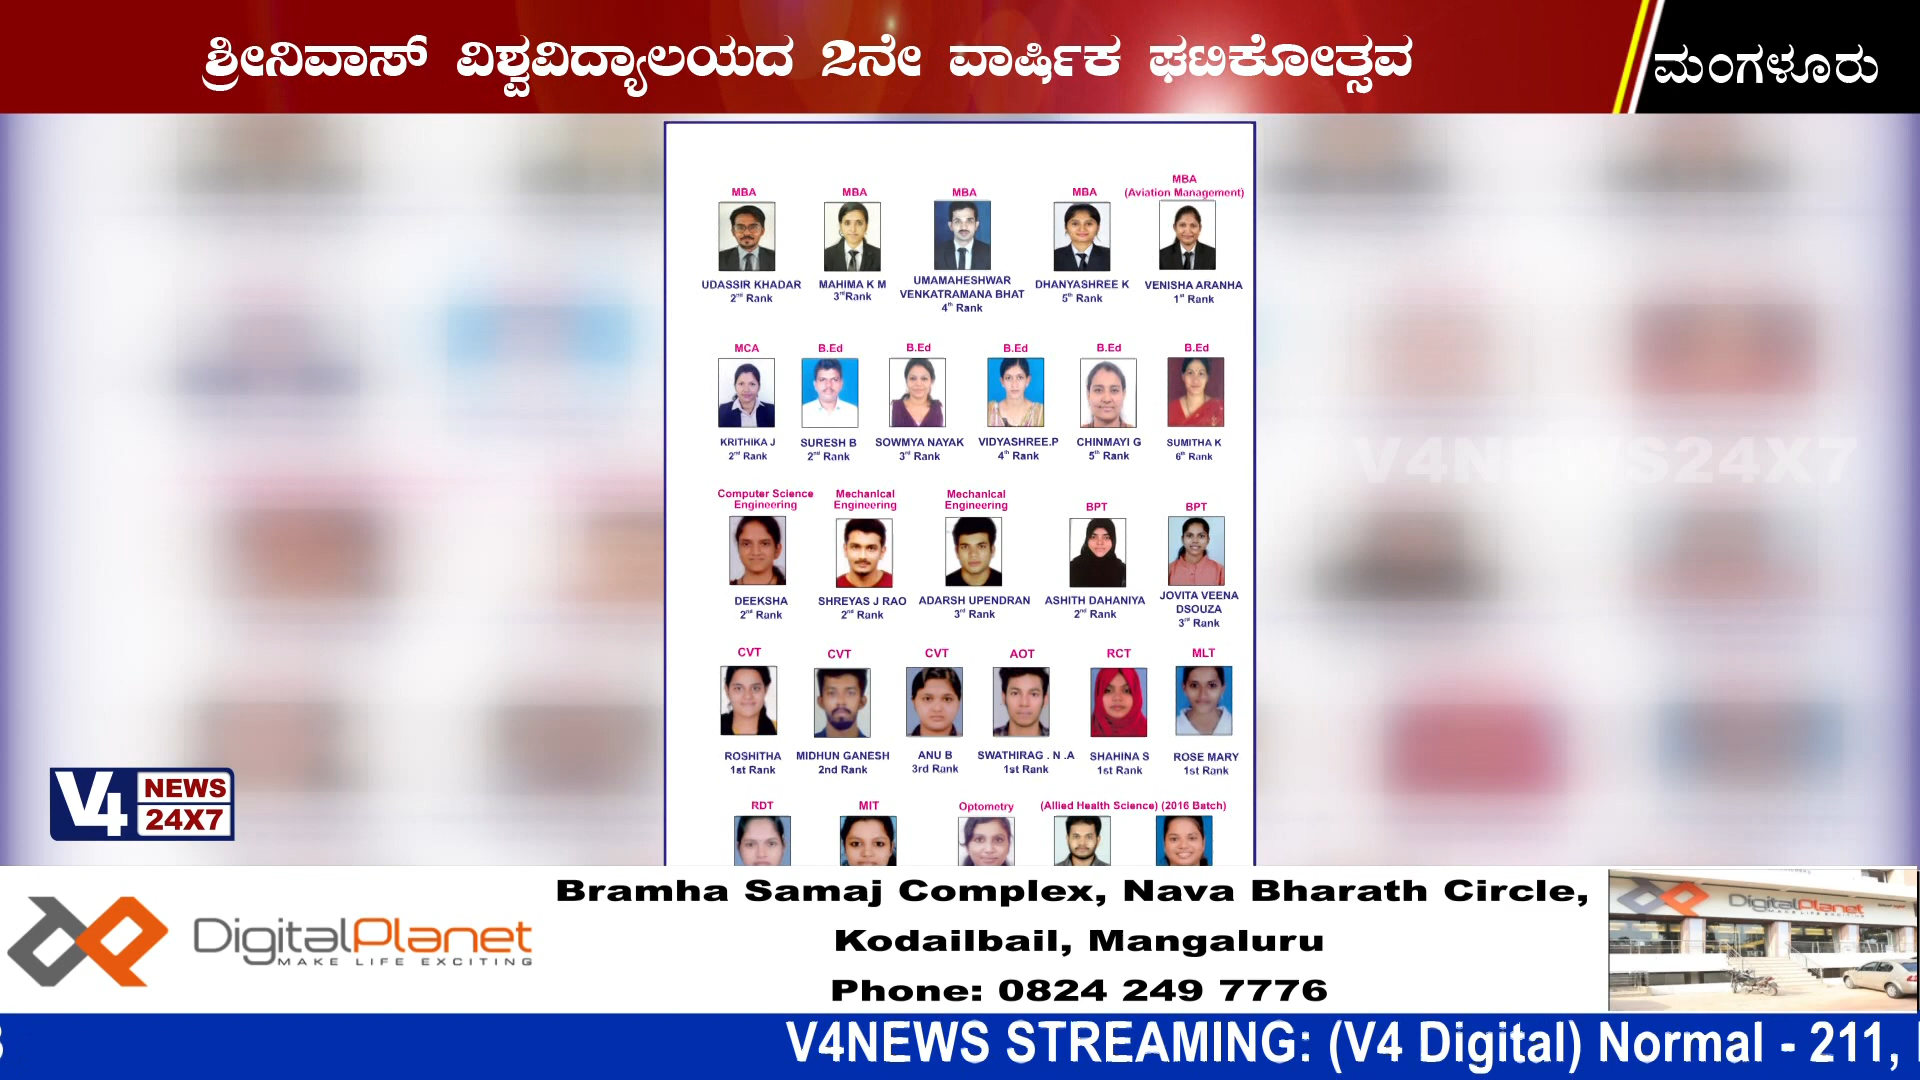 ಶ್ರೀನಿವಾಸ್ ವಿಶ್ವವಿದ್ಯಾಲಯದ 2ನೇ ವಾರ್ಷಿಕ ಘಟಿಕೋತ್ಸವ
ಮಂಗಳೂರು
MBA MBA MBA MBA MBA
(Aviation Management)
UDASSIR KHADAR MAHIMA K M UMAMAHESHWAR VENKATRAMANA BHAT DHANYASHREE K VENISHA ARANHA
2nd Rank 3rd Rank 4th Rank 5th Rank 1st Rank
MCA B.Ed B.Ed B.Ed B.Ed B.Ed
KRITHIKA J SURESH B SOWMYA NAYAK VIDYASHREE.P CHINMAYI G SUMITHA K
2nd Rank 2nd Rank 3rd Rank 4th Rank 5th Rank 6th Rank
Computer Science Engineering Mechanical Engineering Mechanical Engineering BPT BPT
DEEKSHA SHREYAS J RAO ADARSH UPENDRAN ASHITH DAHANIYA JOVITA VEENA DSOUZA
2nd Rank 2nd Rank 3rd Rank 2nd Rank 3rd Rank
CVT CVT CVT AOT RCT MLT
ROSHITHA MIDHUN GANESH ANU B SWATHIRAG . N .A SHAHINA S ROSE MARY
1st Rank 2nd Rank 3rd Rank 1st Rank 1st Rank 1st Rank
RDT MIT Optometry (Allied Health Science) (2016 Batch)
V4NEWS24X7
V4 NEWS
24X7
DigitalPlanet
MAKE LIFE EXCITING
Bramha Samaj Complex, Nava Bharath Circle,
Kodailbail, Mangaluru
Phone: 0824 249 7776
DigitalPlanet
V4NEWS STREAMING: (V4 Digital) Normal - 211,